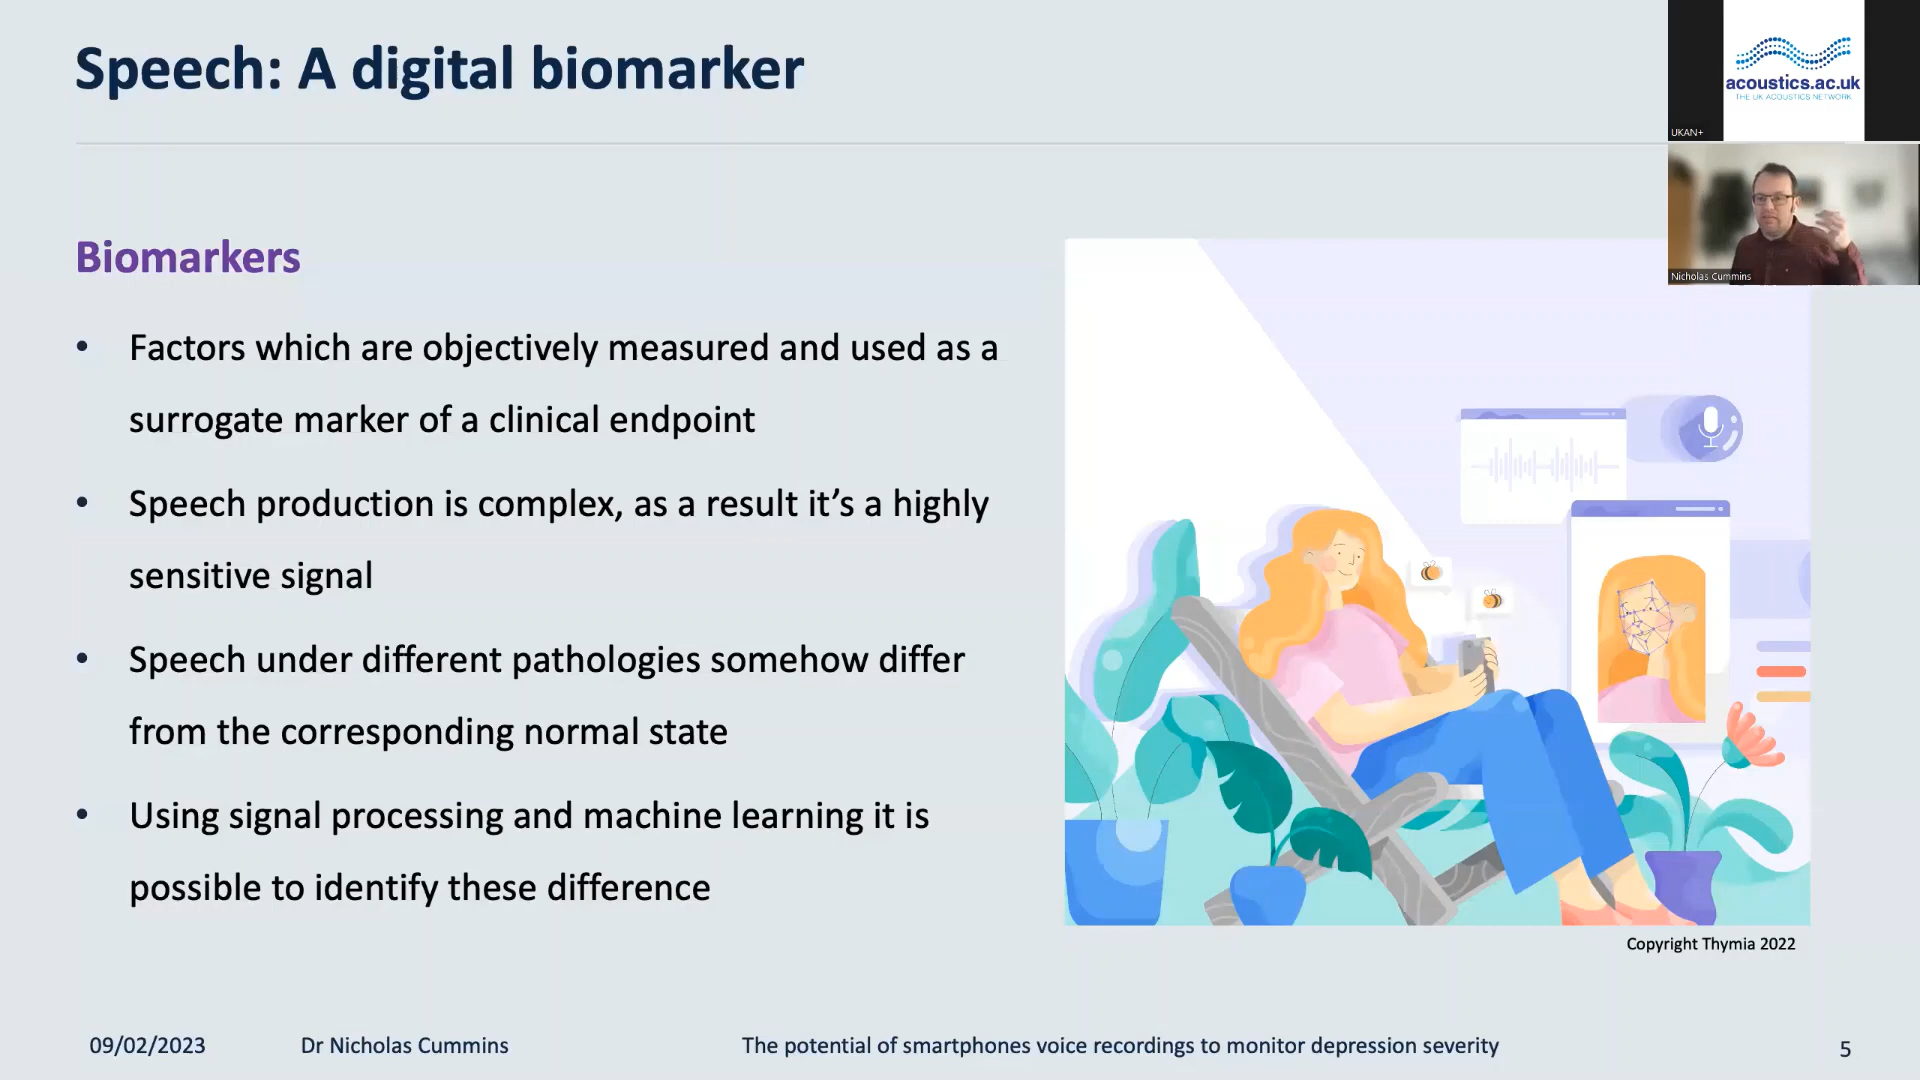 Speech: A digital biomarker
acoustics.ac.uk
THE UK ACOUSTICS NETWORK
UKAN+
Nicholas Cummins
Biomarkers
• Factors which are objectively measured and used as a
surrogate marker of a clinical endpoint
• Speech production is complex, as a result it’s a highly
sensitive signal
• Speech under different pathologies somehow differ
from the corresponding normal state
• Using signal processing and machine learning it is
possible to identify these difference
Copyright Thymia 2022
09/02/2023 Dr Nicholas Cummins The potential of smartphones voice recordings to monitor depression severity 5